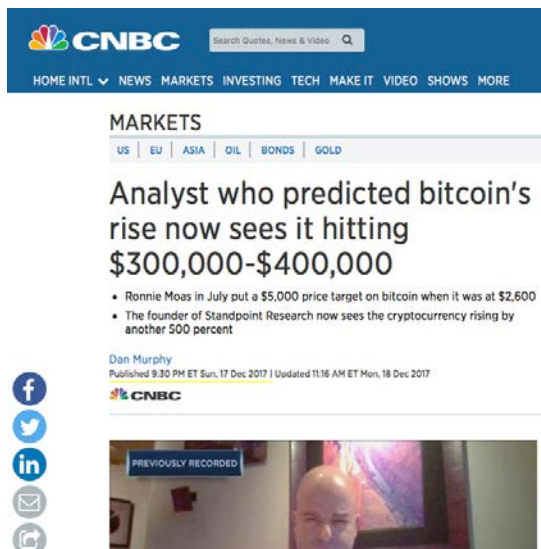 CNBC
Search Quotes, News & Video
HOME INTL NEWS MARKETS INVESTING TECH MAKE IT VIDEO SHOWS MORE
MARKETS
US | EU | ASIA | OIL | BONDS | GOLD
Analyst who predicted bitcoin's
rise now sees it hitting
$300,000-$400,000
• Ronnie Moas in July put a $5,000 price target on bitcoin when it was at $2,600
• The founder of Standpoint Research now sees the cryptocurrency rising by
another 500 percent
Dan Murphy
Published 9:30 PM ET Sun, 17 Dec 2017 | Updated 11:16 AM ET Mon, 18 Dec 2017
CNBC
f
in
PREVIOUSLY RECORDED